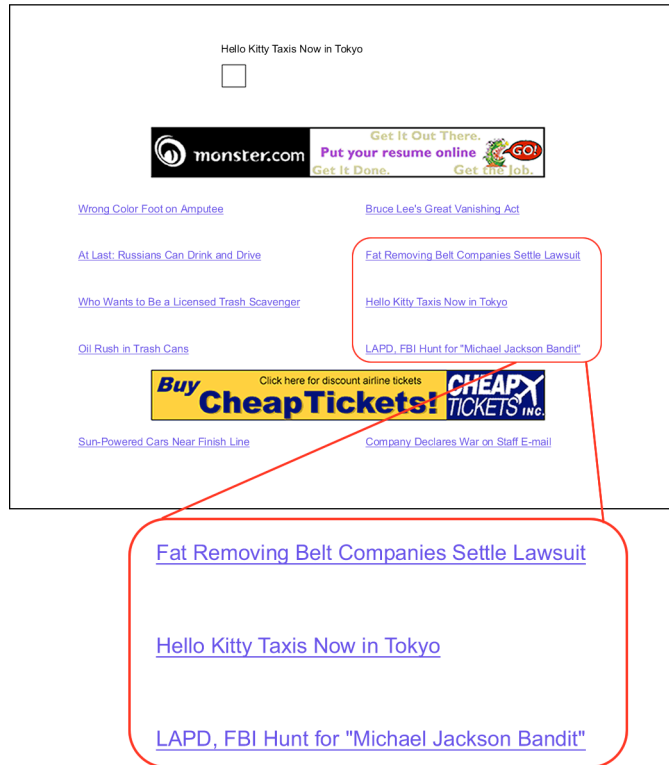 Hello Kitty Taxis Now in Tokyo
monster.com
Get It Out There.
Put your resume online
GO!
Get It Done. Get the Job.
Wrong Color Foot on Amputee
Bruce Lee's Great Vanishing Act
At Last: Russians Can Drink and Drive
Fat Removing Belt Companies Settle Lawsuit
Who Wants to Be a Licensed Trash Scavenger
Hello Kitty Taxis Now in Tokyo
Oil Rush in Trash Cans
LAPD, FBI Hunt for "Michael Jackson Bandit"
Buy
Click here for discount airline tickets
CheapTickets!
CHEAP
TICKETS INC.
Sun-Powered Cars Near Finish Line
Company Declares War on Staff E-mail
Fat Removing Belt Companies Settle Lawsuit
Hello Kitty Taxis Now in Tokyo
LAPD, FBI Hunt for "Michael Jackson Bandit"